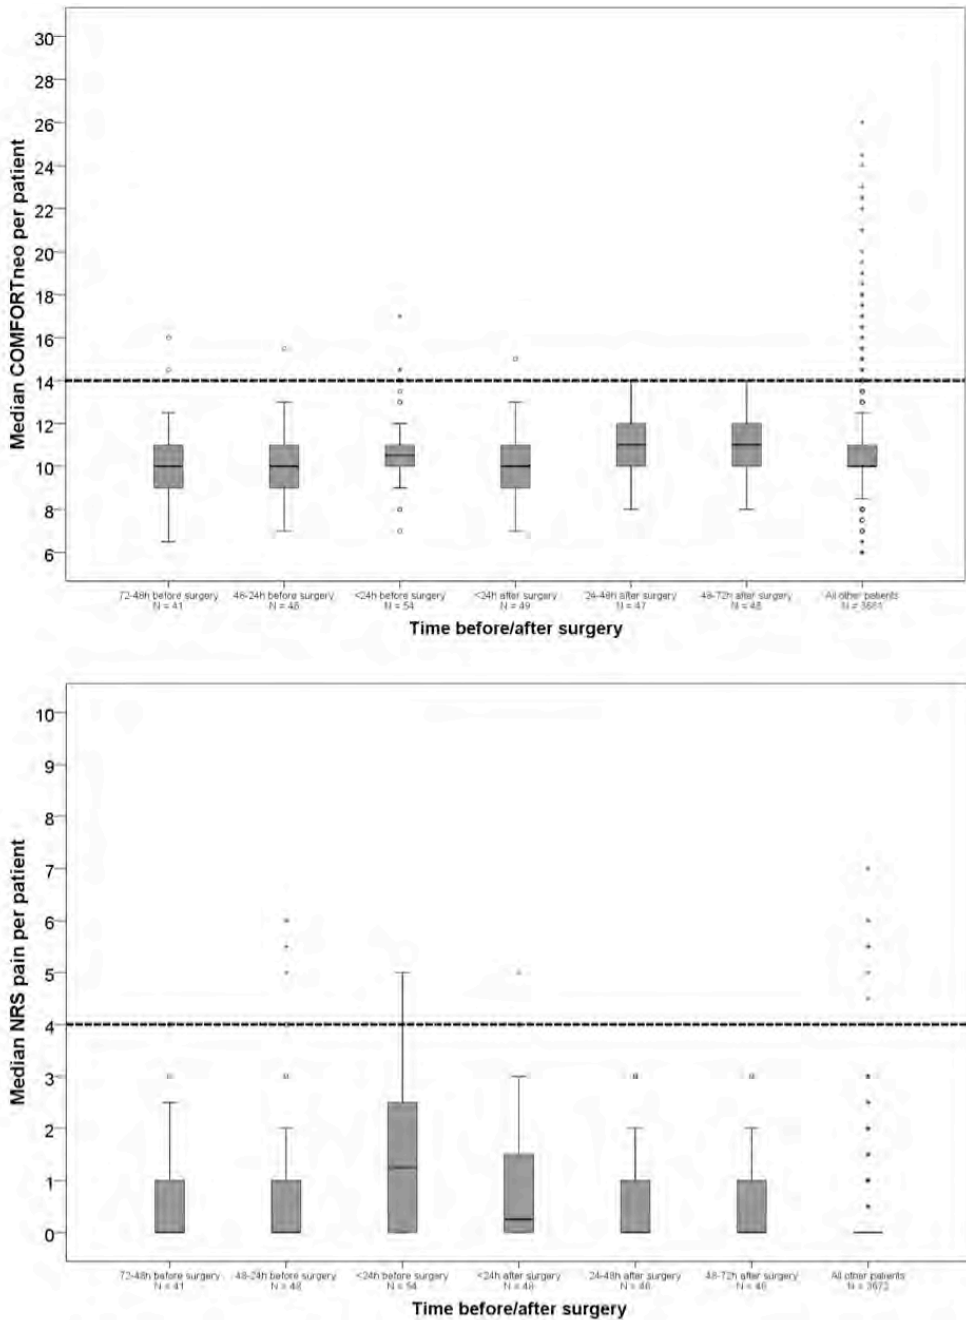 Median COMFORTneo per patient
30
28
26
24
22
20
18
16
14
12
10
8
6
72-48h before surgery
N = 41
48-24h before surgery
N = 48
<24h before surgery
N = 54
<24h after surgery
N = 49
24-48h after surgery
N = 47
48-72h after surgery
N = 48
All other patients
N = 3661
Time before/after surgery
Median NRS pain per patient
10
9
8
7
6
5
4
3
2
1
0
72-48h before surgery
N = 41
48-24h before surgery
N = 48
<24h before surgery
N = 54
<24h after surgery
N = 48
24-48h after surgery
N = 46
48-72h after surgery
N = 46
All other patients
N = 3672
Time before/after surgery